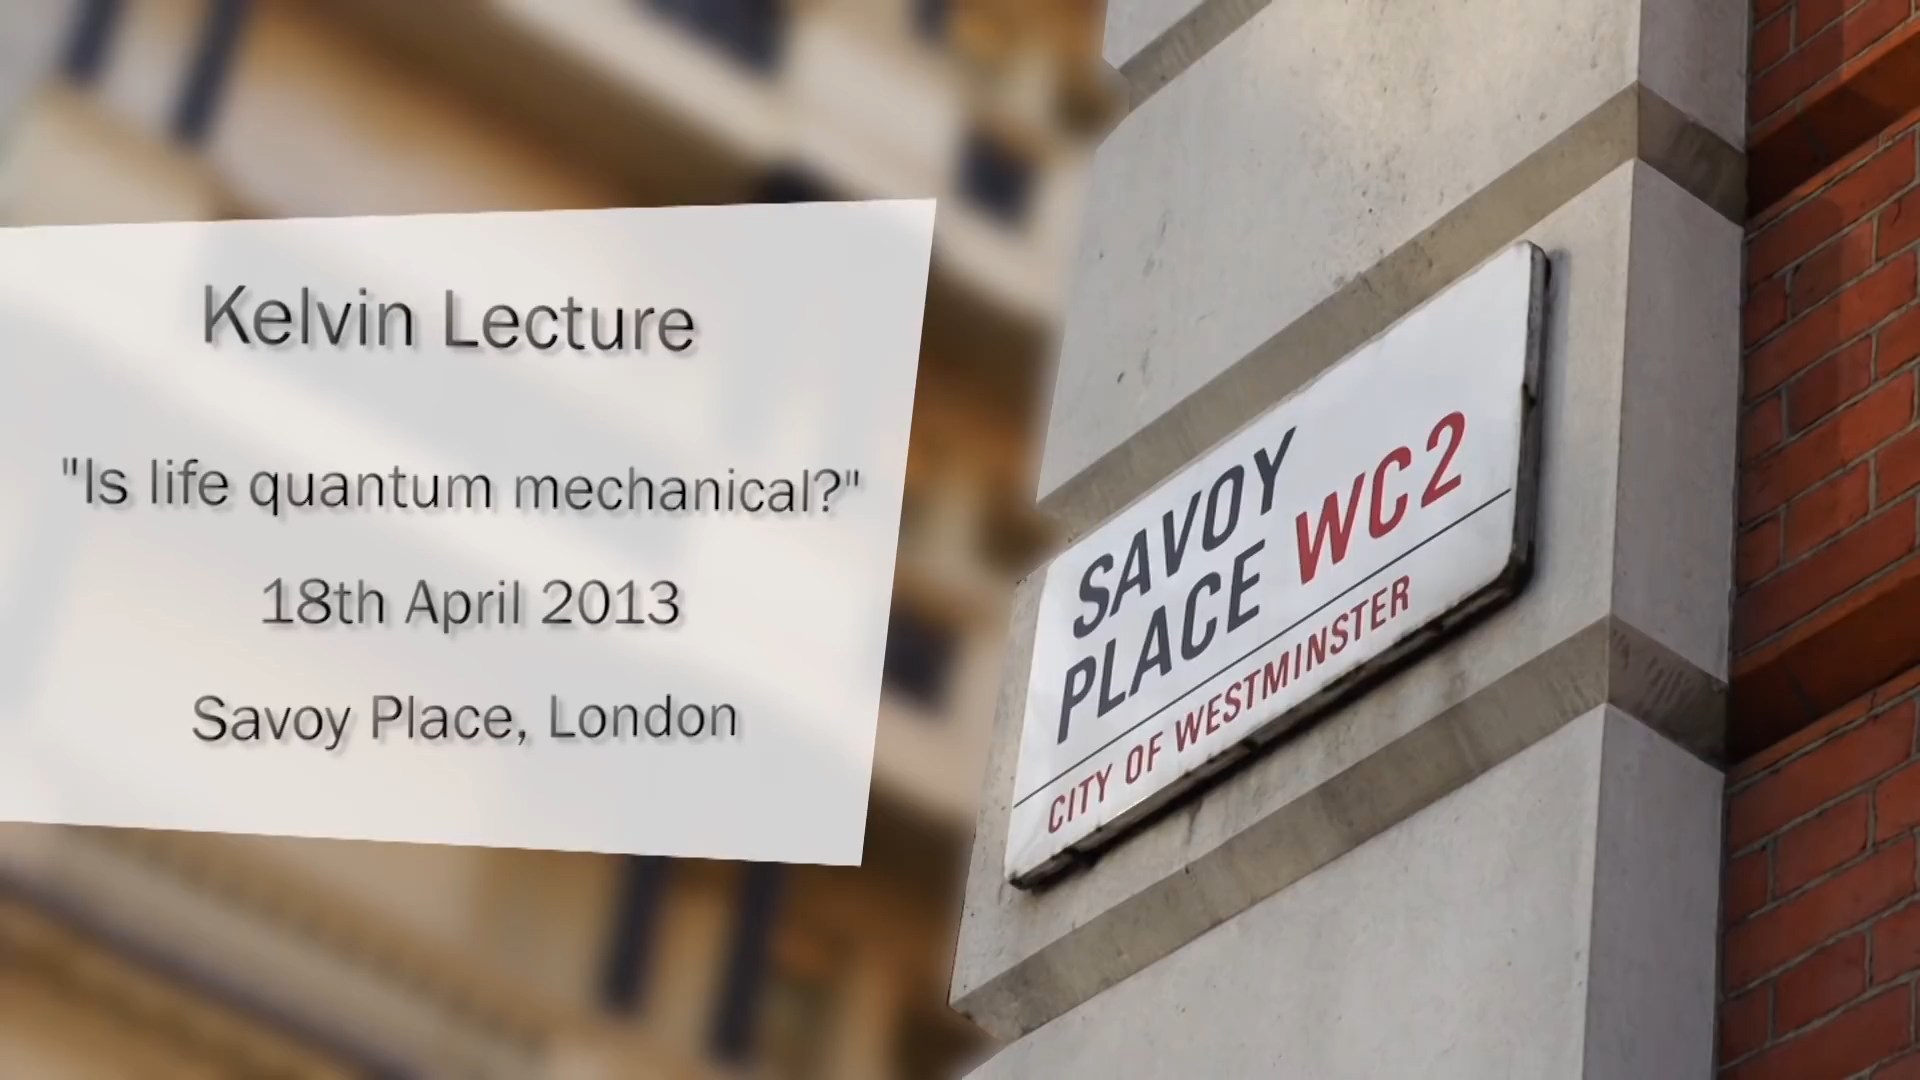 Kelvin Lecture
"Is life quantum mechanical?"
18th April 2013
Savoy Place, London
SAVOY
PLACE WC2
CITY OF WESTMINSTER